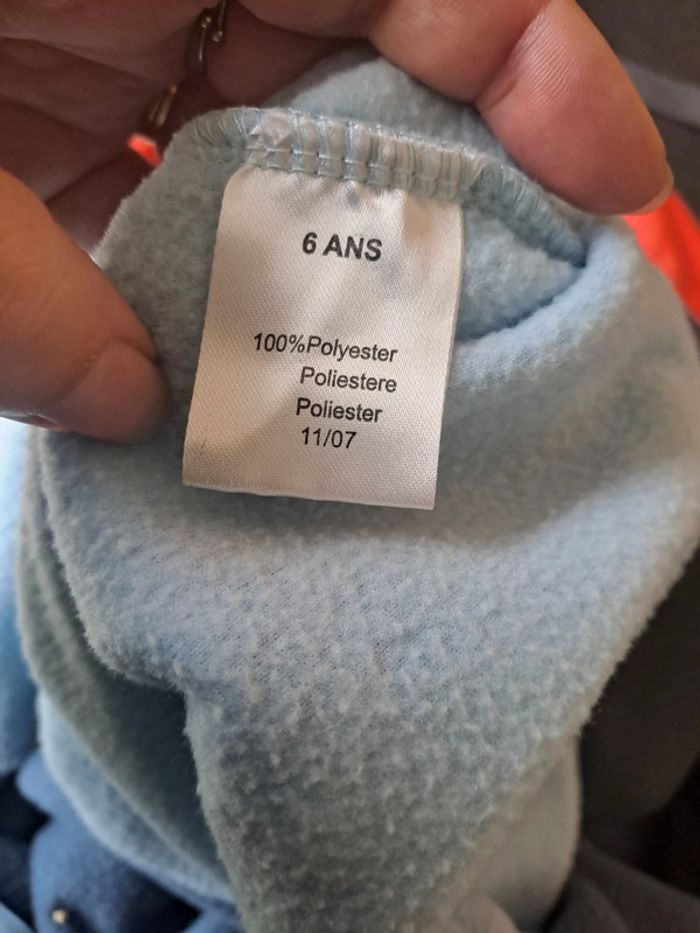 6 ANS
100%Polyester
Poliestere
Poliester
11/07